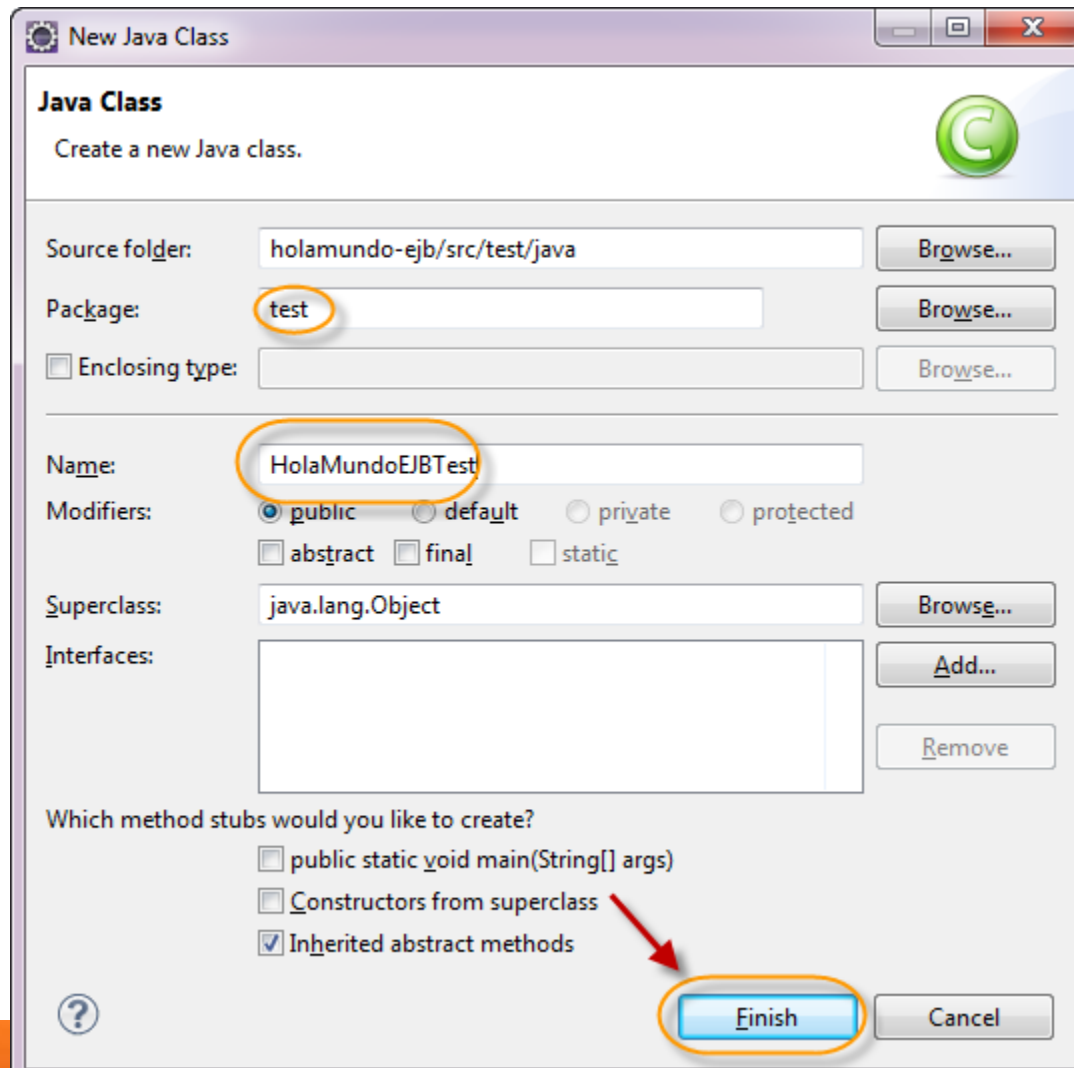 New Java Class
Java Class
Create a new Java class.
Source folder: holamundo-ejb/src/test/java Browse...
Package: test Browse...
Enclosing type: Browse...
Name: HolaMundoEJBTest
Modifiers: public default private protected
abstract final static
Superclass: java.lang.Object Browse...
Interfaces: Add...
Remove
Which method stubs would you like to create?
public static void main(String[] args)
Constructors from superclass
Inherited abstract methods
? Finish Cancel